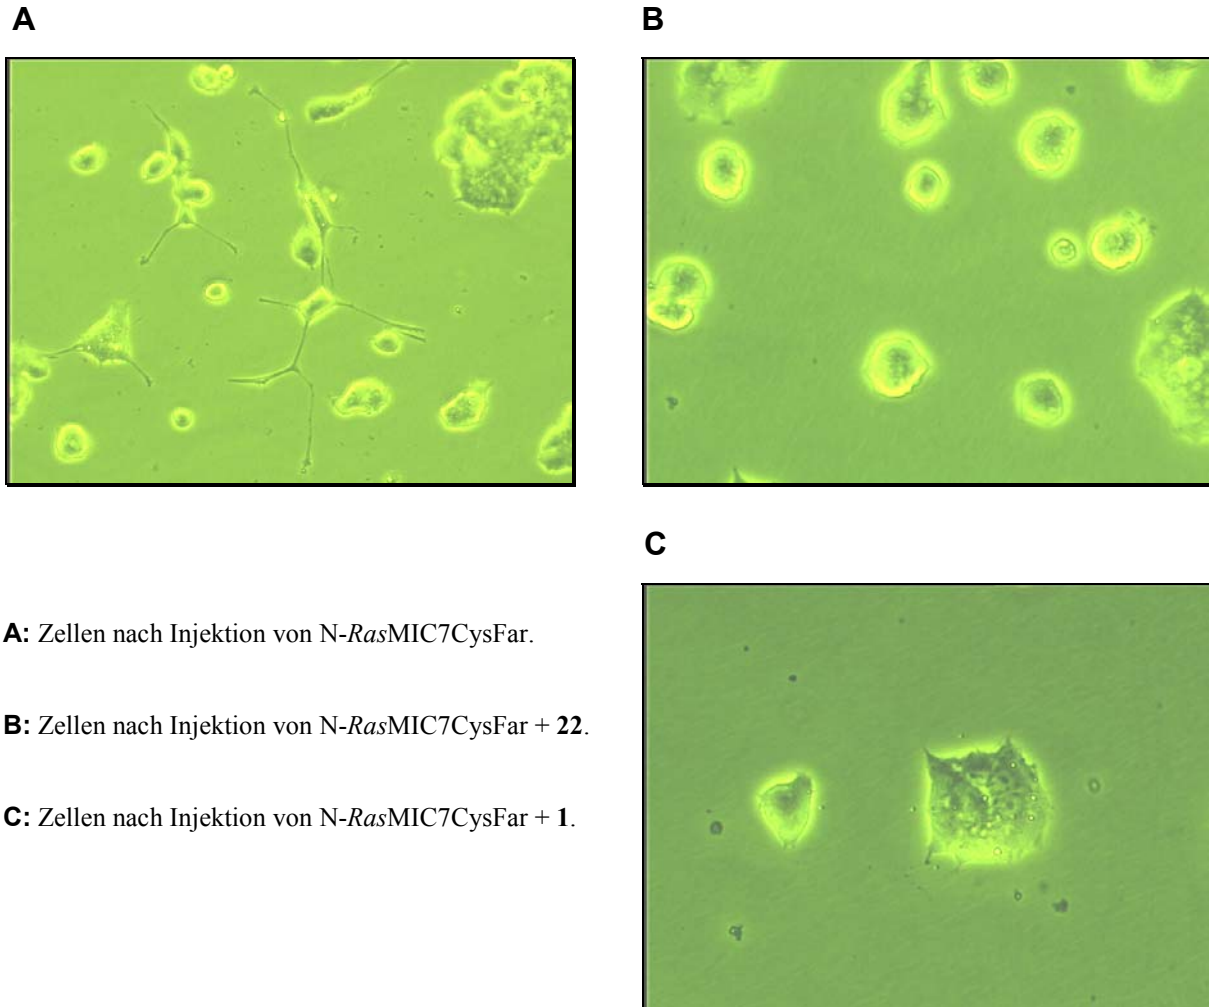 A
B
C
A: Zellen nach Injektion von N-RasMIC7CysFar.
B: Zellen nach Injektion von N-RasMIC7CysFar + 22.
C: Zellen nach Injektion von N-RasMIC7CysFar + 1.